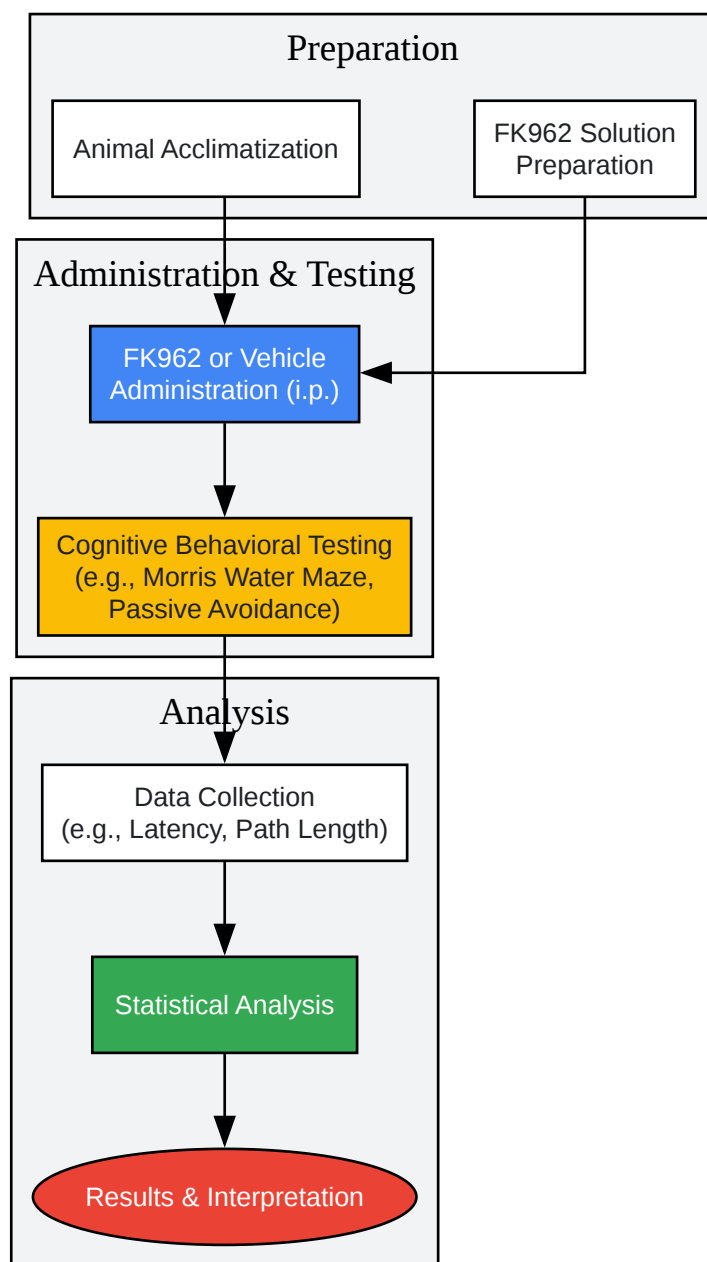 Preparation
Animal Acclimatization
FK962 Solution
Preparation
Administration & Testing
FK962 or Vehicle
Administration (i.p.)
Cognitive Behavioral Testing
(e.g., Morris Water Maze,
Passive Avoidance)
Analysis
Data Collection
(e.g., Latency, Path Length)
Statistical Analysis
Results & Interpretation